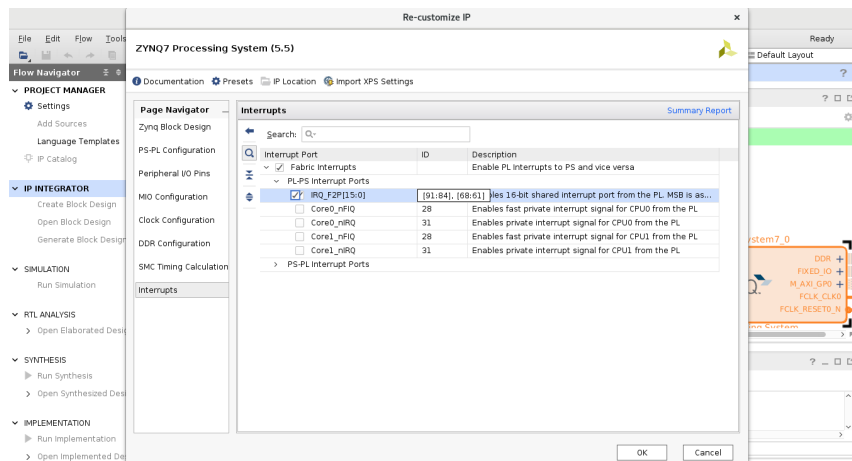 Re-customize IP
×
File Edit Flow Tools
Ready
ZYNQ7 Processing System (5.5)
Default Layout
Flow Navigator
?
Documentation Presets IP Location Import XPS Settings
PROJECT MANAGER
Settings
Add Sources
Language Templates
IP Catalog
IP INTEGRATOR
Create Block Design
Open Block Design
Generate Block Design
SIMULATION
Run Simulation
RTL ANALYSIS
Open Elaborated Desig
SYNTHESIS
Run Synthesis
Open Synthesized Des
IMPLEMENTATION
Run Implementation
Open Implemented De
Page Navigator
Zynq Block Design
PS-PL Configuration
Peripheral I/O Pins
MIO Configuration
Clock Configuration
DDR Configuration
SMC Timing Calculation
Interrupts
Interrupts
Summary Report
Search:
Interrupt Port ID Description
Fabric Interrupts Enable PL Interrupts to PS and vice versa
PL-PS Interrupt Ports
IRQ_F2P[15:0] [91:84], [68:61] les 16-bit shared interrupt port from the PL. MSB is as...
Core0_nFIQ 28 Enables fast private interrupt signal for CPU0 from the PL
Core0_nIRQ 31 Enables private interrupt signal for CPU0 from the PL
Core1_nFIQ 28 Enables fast private interrupt signal for CPU1 from the PL
Core1_nIRQ 31 Enables private interrupt signal for CPU1 from the PL
PS-PL Interrupt Ports
ystem7_0
DDR
FIXED_IO
M_AXI_GP0
FCLK_CLK0
FCLK_RESET0_N
OK Cancel